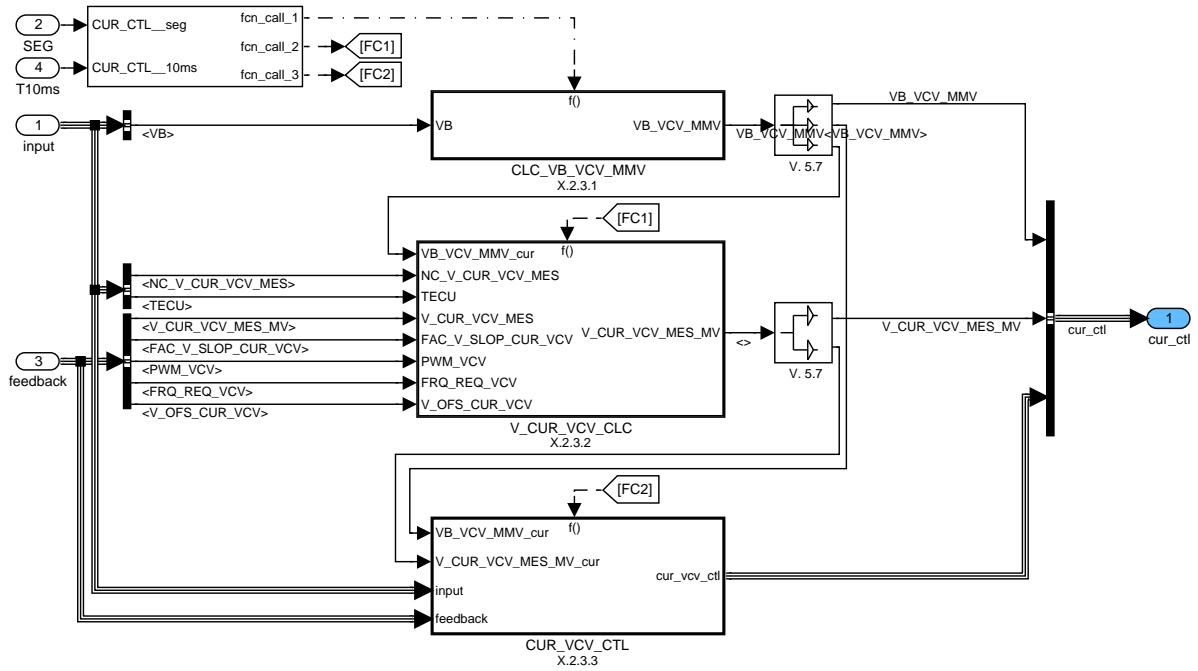 2
SEG
4
T10ms
CUR_CTL__seg
CUR_CTL__10ms
fcn_call_1
fcn_call_2
fcn_call_3
[FC1]
[FC2]
1
input
<VB>
f()
VB
VB_VCV_MMV
CLC_VB_VCV_MMV
X.2.3.1
VB_VCV_MMV<VB_VCV_MMV>
V. 5.7
VB_VCV_MMV
[FC1]
f()
<NC_V_CUR_VCV_MES>
<TECU>
3
feedback
<V_CUR_VCV_MES_MV>
<FAC_V_SLOP_CUR_VCV>
<PWM_VCV>
<FRQ_REQ_VCV>
<V_OFS_CUR_VCV>
VB_VCV_MMV_cur
NC_V_CUR_VCV_MES
TECU
V_CUR_VCV_MES
FAC_V_SLOP_CUR_VCV
PWM_VCV
FRQ_REQ_VCV
V_OFS_CUR_VCV
V_CUR_VCV_MES_MV
V_CUR_VCV_CLC
X.2.3.2
<>
V. 5.7
V_CUR_VCV_MES_MV
cur_ctl
1
cur_ctl
[FC2]
f()
VB_VCV_MMV_cur
V_CUR_VCV_MES_MV_cur
input
feedback
cur_vcv_ctl
CUR_VCV_CTL
X.2.3.3